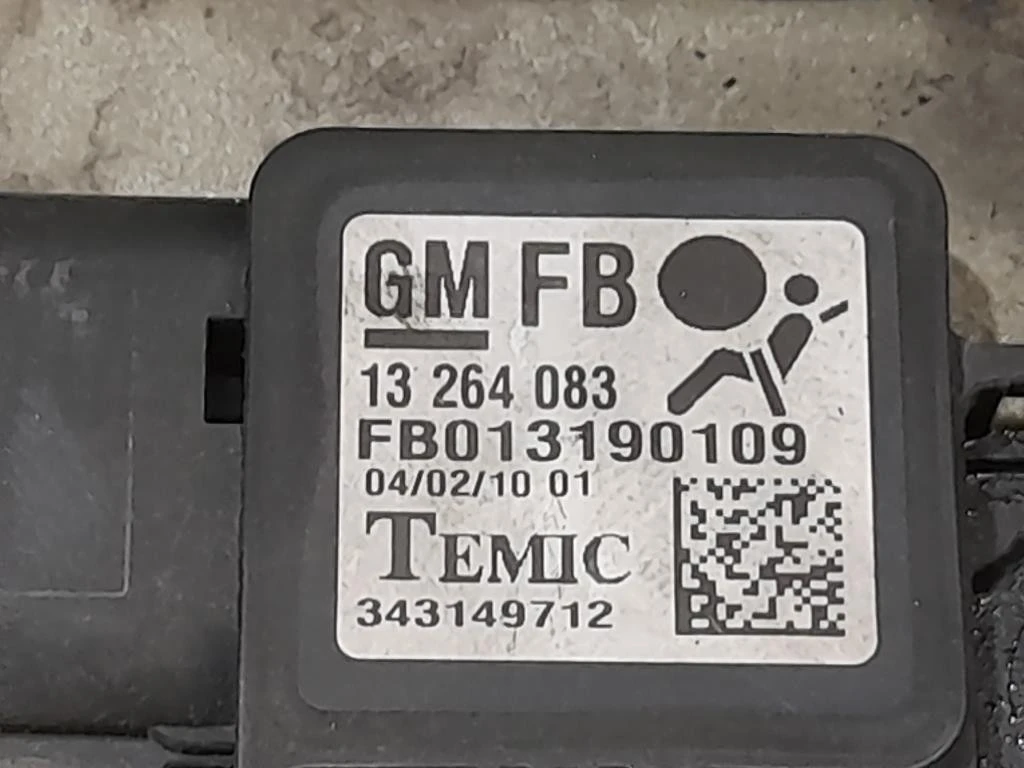 GM FB
13 264 083
FB013190109
04/02/10 01
TEMIC
343149712